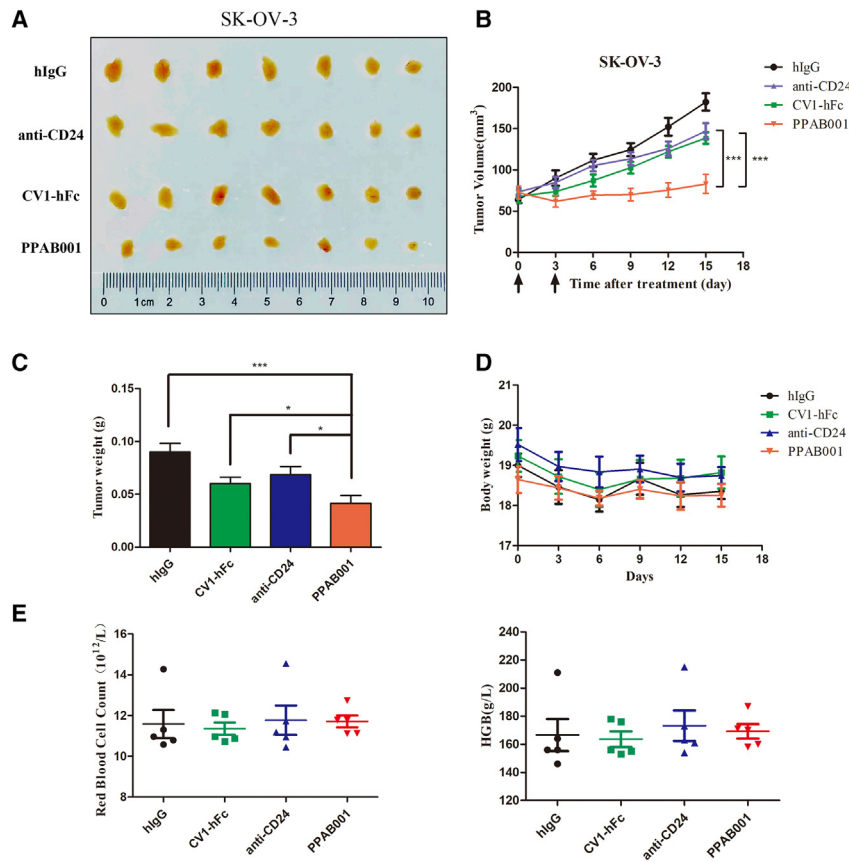 A
SK-OV-3
hIgG
anti-CD24
CV1-hFc
PPAB001
0 1cm 2 3 4 5 6 7 8 9 10
B
SK-OV-3
hIgG
anti-CD24
CV1-hFc
PPAB001
Tumor Volume(mm3)
200
150
100
50
0
***
***
0 3 6 9 12 15 18
Time after treatment (day)
C
Tumor weight (g)
0.15
0.10
0.05
0.00
***
*
*
hIgG
CV1-hFc
anti-CD24
PPAB001
D
Body weight (g)
21
20
19
18
17
0 3 6 9 12 15 18
Days
hIgG
CV1-hFc
anti-CD24
PPAB001
E
Red Blood Cell Count (10^12/L)
16
14
12
10
8
hIgG
CV1-hFc
anti-CD24
PPAB001
HGB(g/L)
240
220
200
180
160
140
120
hIgG
CV1-hFc
anti-CD24
PPAB001